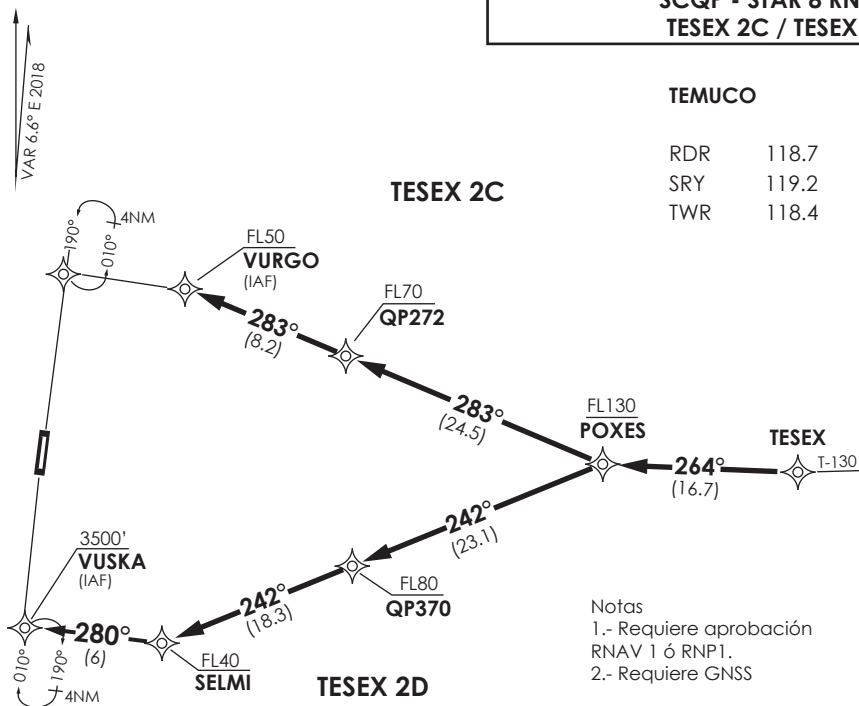 SCQP - STAR 8 RN
TESEX 2C / TESEX
VAR 6.6° E 2018
TEMUCO
RDR 118.7
SRY 119.2
TWR 118.4
TESEX 2C
190°
010°
4NM
FL50
VURGO
(IAF)
283°
(8.2)
FL70
QP272
283°
(24.5)
FL130
POXES
TESEX
264°
(16.7)
T-130
242°
(23.1)
3500'
VUSKA
(IAF)
FL80
QP370
242°
(18.3)
280°
(6)
FL40
SELMI
010°
190°
4NM
TESEX 2D
Notas
1.- Requiere aprobación
RNAV 1 ó RNP1.
2.- Requiere GNSS